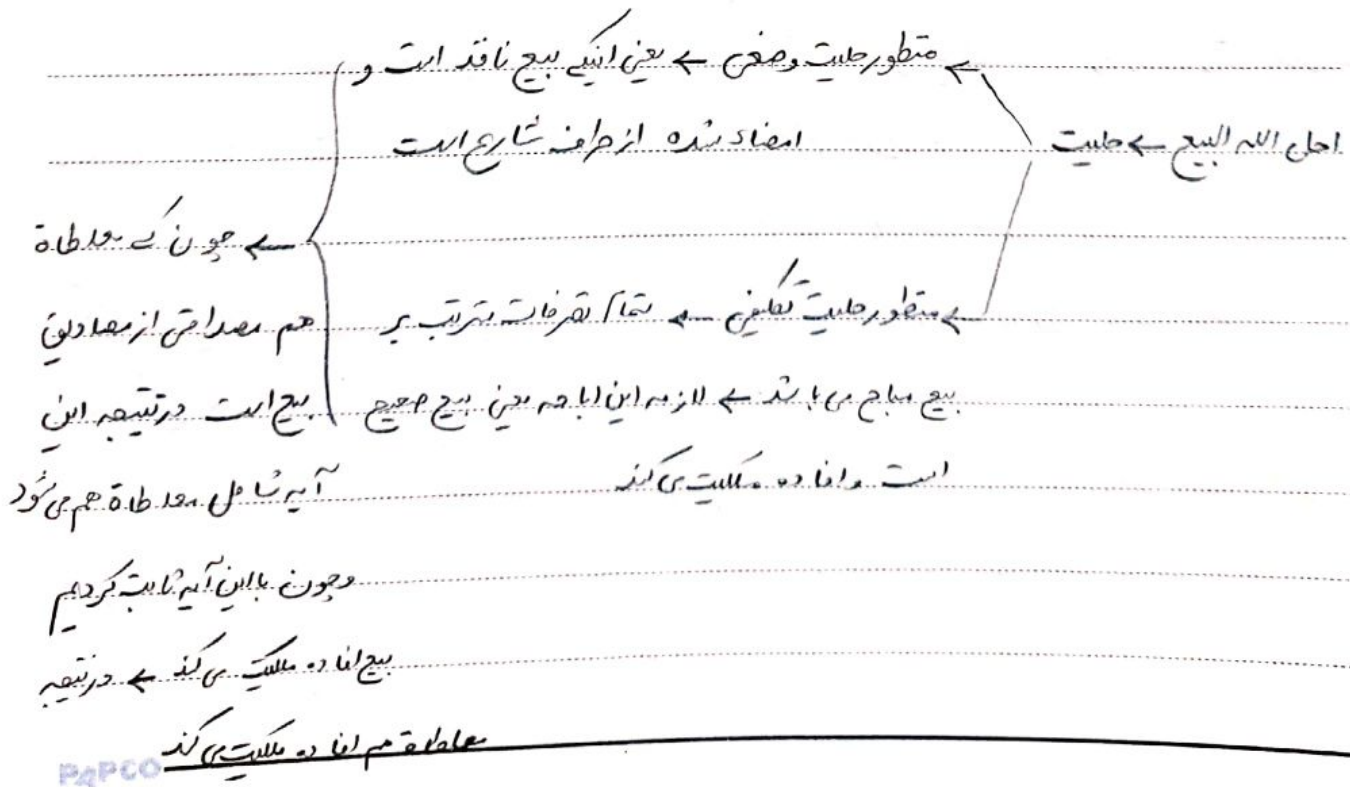 احل الله البیع ← حلیت
← منظور حلیت وضعی ← یعنی اینکه بیع نافذ است و
امضاء شده از طرف شارع است
← منظور حلیت تکلیفی ← تمام تصرفات مترتب بر
بیع مباح می باشد ← لازمه این اباحه یعنی بیع صحیح
است و افاده ملکیت می کند
← چون که معاطاة
هم مصداقی از مصادیق
بیع است در نتیجه این
آیه شامل معاطاة هم می شود
و چون با این آیه ثابت کردیم
بیع افاده ملکیت می کند ← در نتیجه
معاطاة هم افاده ملکیت می کند
PAPCO